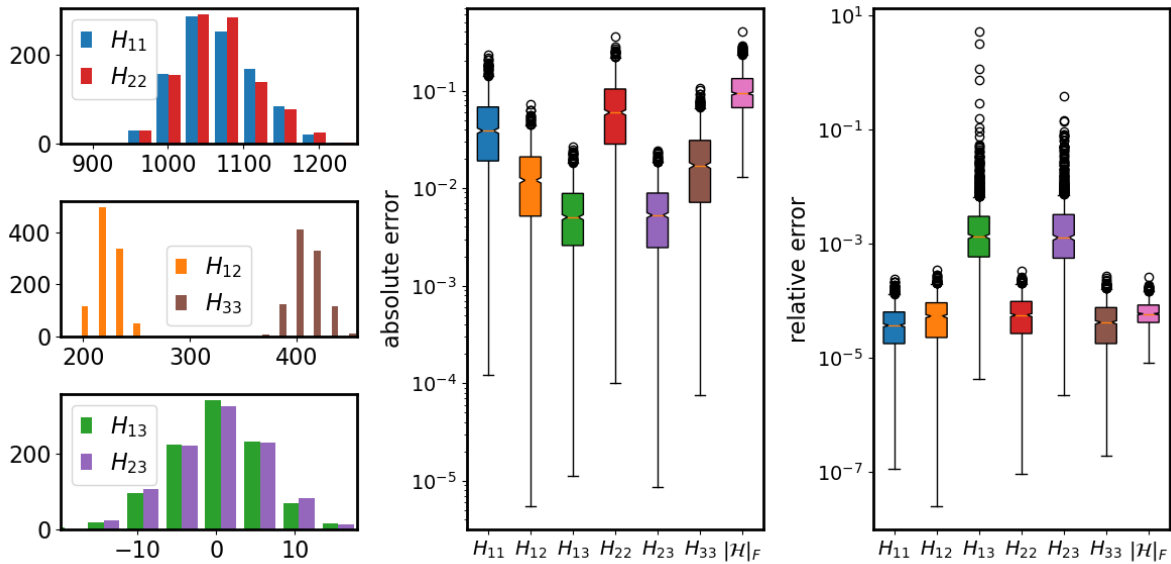 300
200
0
H₁₁
H₂₂
900 1000 1100 1200
400
200
0
H₁₂
H₃₃
200 300 400
200
0
H₁₃
H₂₃
−10 0 10
absolute error
10⁻¹
10⁻²
10⁻³
10⁻⁴
10⁻⁵
H₁₁ H₁₂ H₁₃ H₂₂ H₂₃ H₃₃ |ℋ|_F
relative error
10¹
10⁻¹
10⁻³
10⁻⁵
10⁻⁷
H₁₁ H₁₂ H₁₃ H₂₂ H₂₃ H₃₃ |ℋ|_F